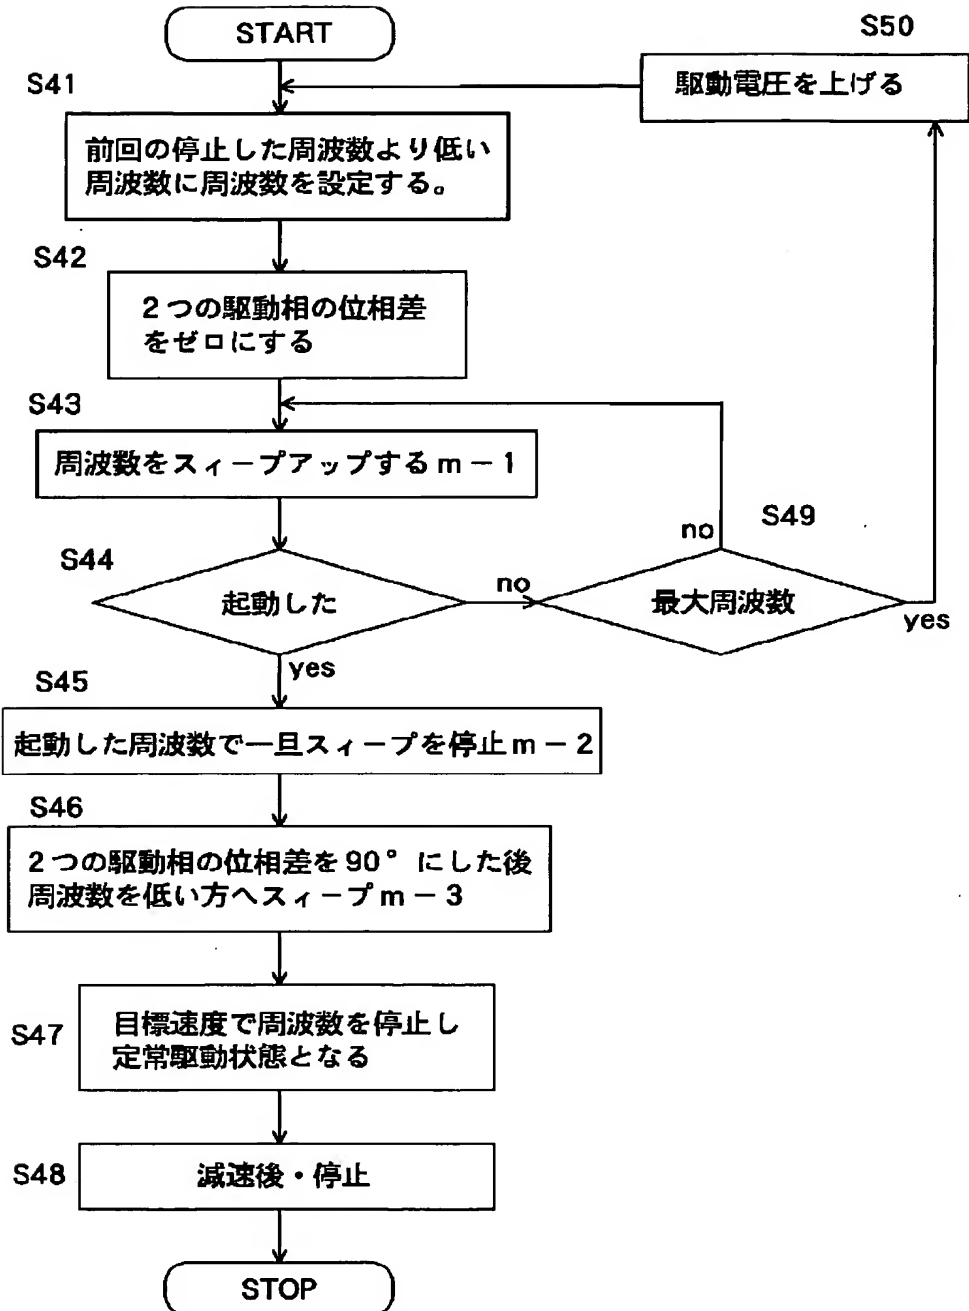 START
S50
駆動電圧を上げる
S41
前回の停止した周波数より低い
周波数に周波数を設定する。
S42
2つの駆動相の位相差
をゼロにする
S43
周波数をスィープアップするm-1
S44
起動した
no
S49
no
最大周波数
yes
yes
S45
起動した周波数で一旦スィープを停止m-2
S46
2つの駆動相の位相差を90°にした後
周波数を低い方へスィープm-3
S47
目標速度で周波数を停止し
定常駆動状態となる
S48
減速後・停止
STOP